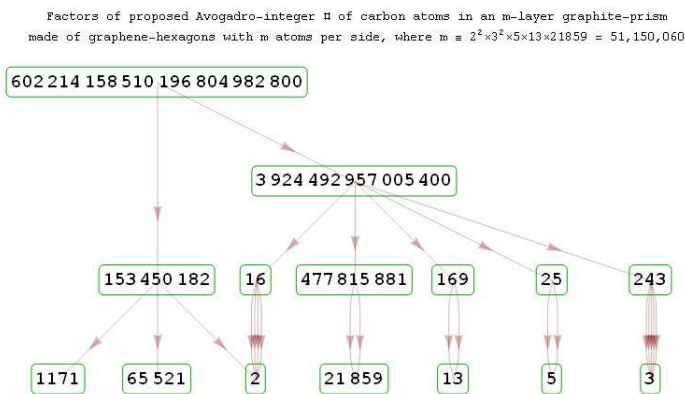 Factors of proposed Avogadro-integer # of carbon atoms in an m-layer graphite-prism
made of graphene-hexagons with m atoms per side, where m ≡ 2²×3²×5×13×21859 = 51,150,060
602 214 158 510 196 804 982 800
3 924 492 957 005 400
153 450 182 16 477 815 881 169 25 243
1171 65 521 2 21 859 13 5 3